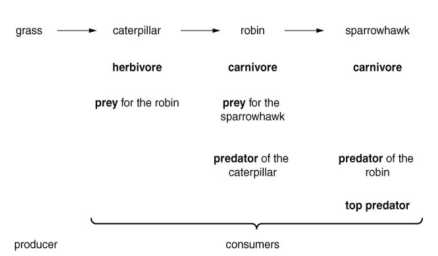 grass caterpillar robin sparrowhawk
herbivore carnivore carnivore
prey for the robin prey for the
sparrowhawk
predator of the predator of the
caterpillar robin
top predator
producer consumers